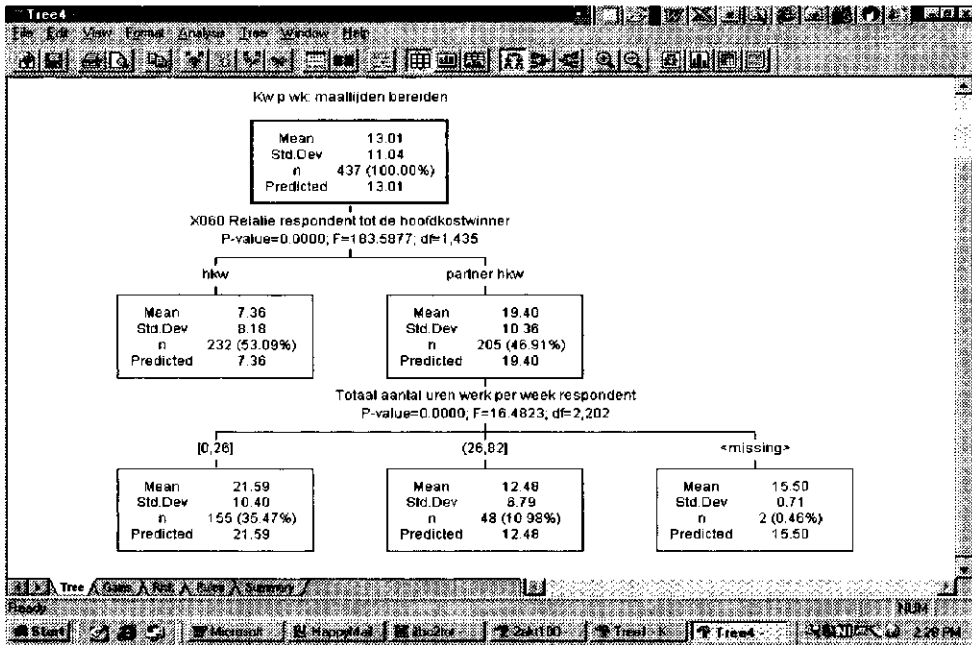 Tree4
File Edit View Format Analysis Tree Window Help
Kw p wk: maaltijden bereiden
Mean 13.01
Std.Dev 11.04
n 437 (100.00%)
Predicted 13.01
X060 Relatie respondent tot de hoofdkostwinner
P-value=0.0000; F=183.5877; df=1,435
hkw partner hkw
Mean 7.36
Std.Dev 8.18
n 232 (53.09%)
Predicted 7.36
Mean 19.40
Std.Dev 10.36
n 205 (46.91%)
Predicted 19.40
Totaal aantal uren werk per week respondent
P-value=0.0000; F=16.4823; df=2,202
[0,26] (26,82] <missing>
Mean 21.59
Std.Dev 10.40
n 155 (35.47%)
Predicted 21.59
Mean 12.48
Std.Dev 8.79
n 48 (10.98%)
Predicted 12.48
Mean 15.50
Std.Dev 0.71
n 2 (0.46%)
Predicted 15.50
Tree Gains Risk Rules Summary
Ready NUM
Start Microsoft HappyMail Tree1 - K Tree4 2:28 PM